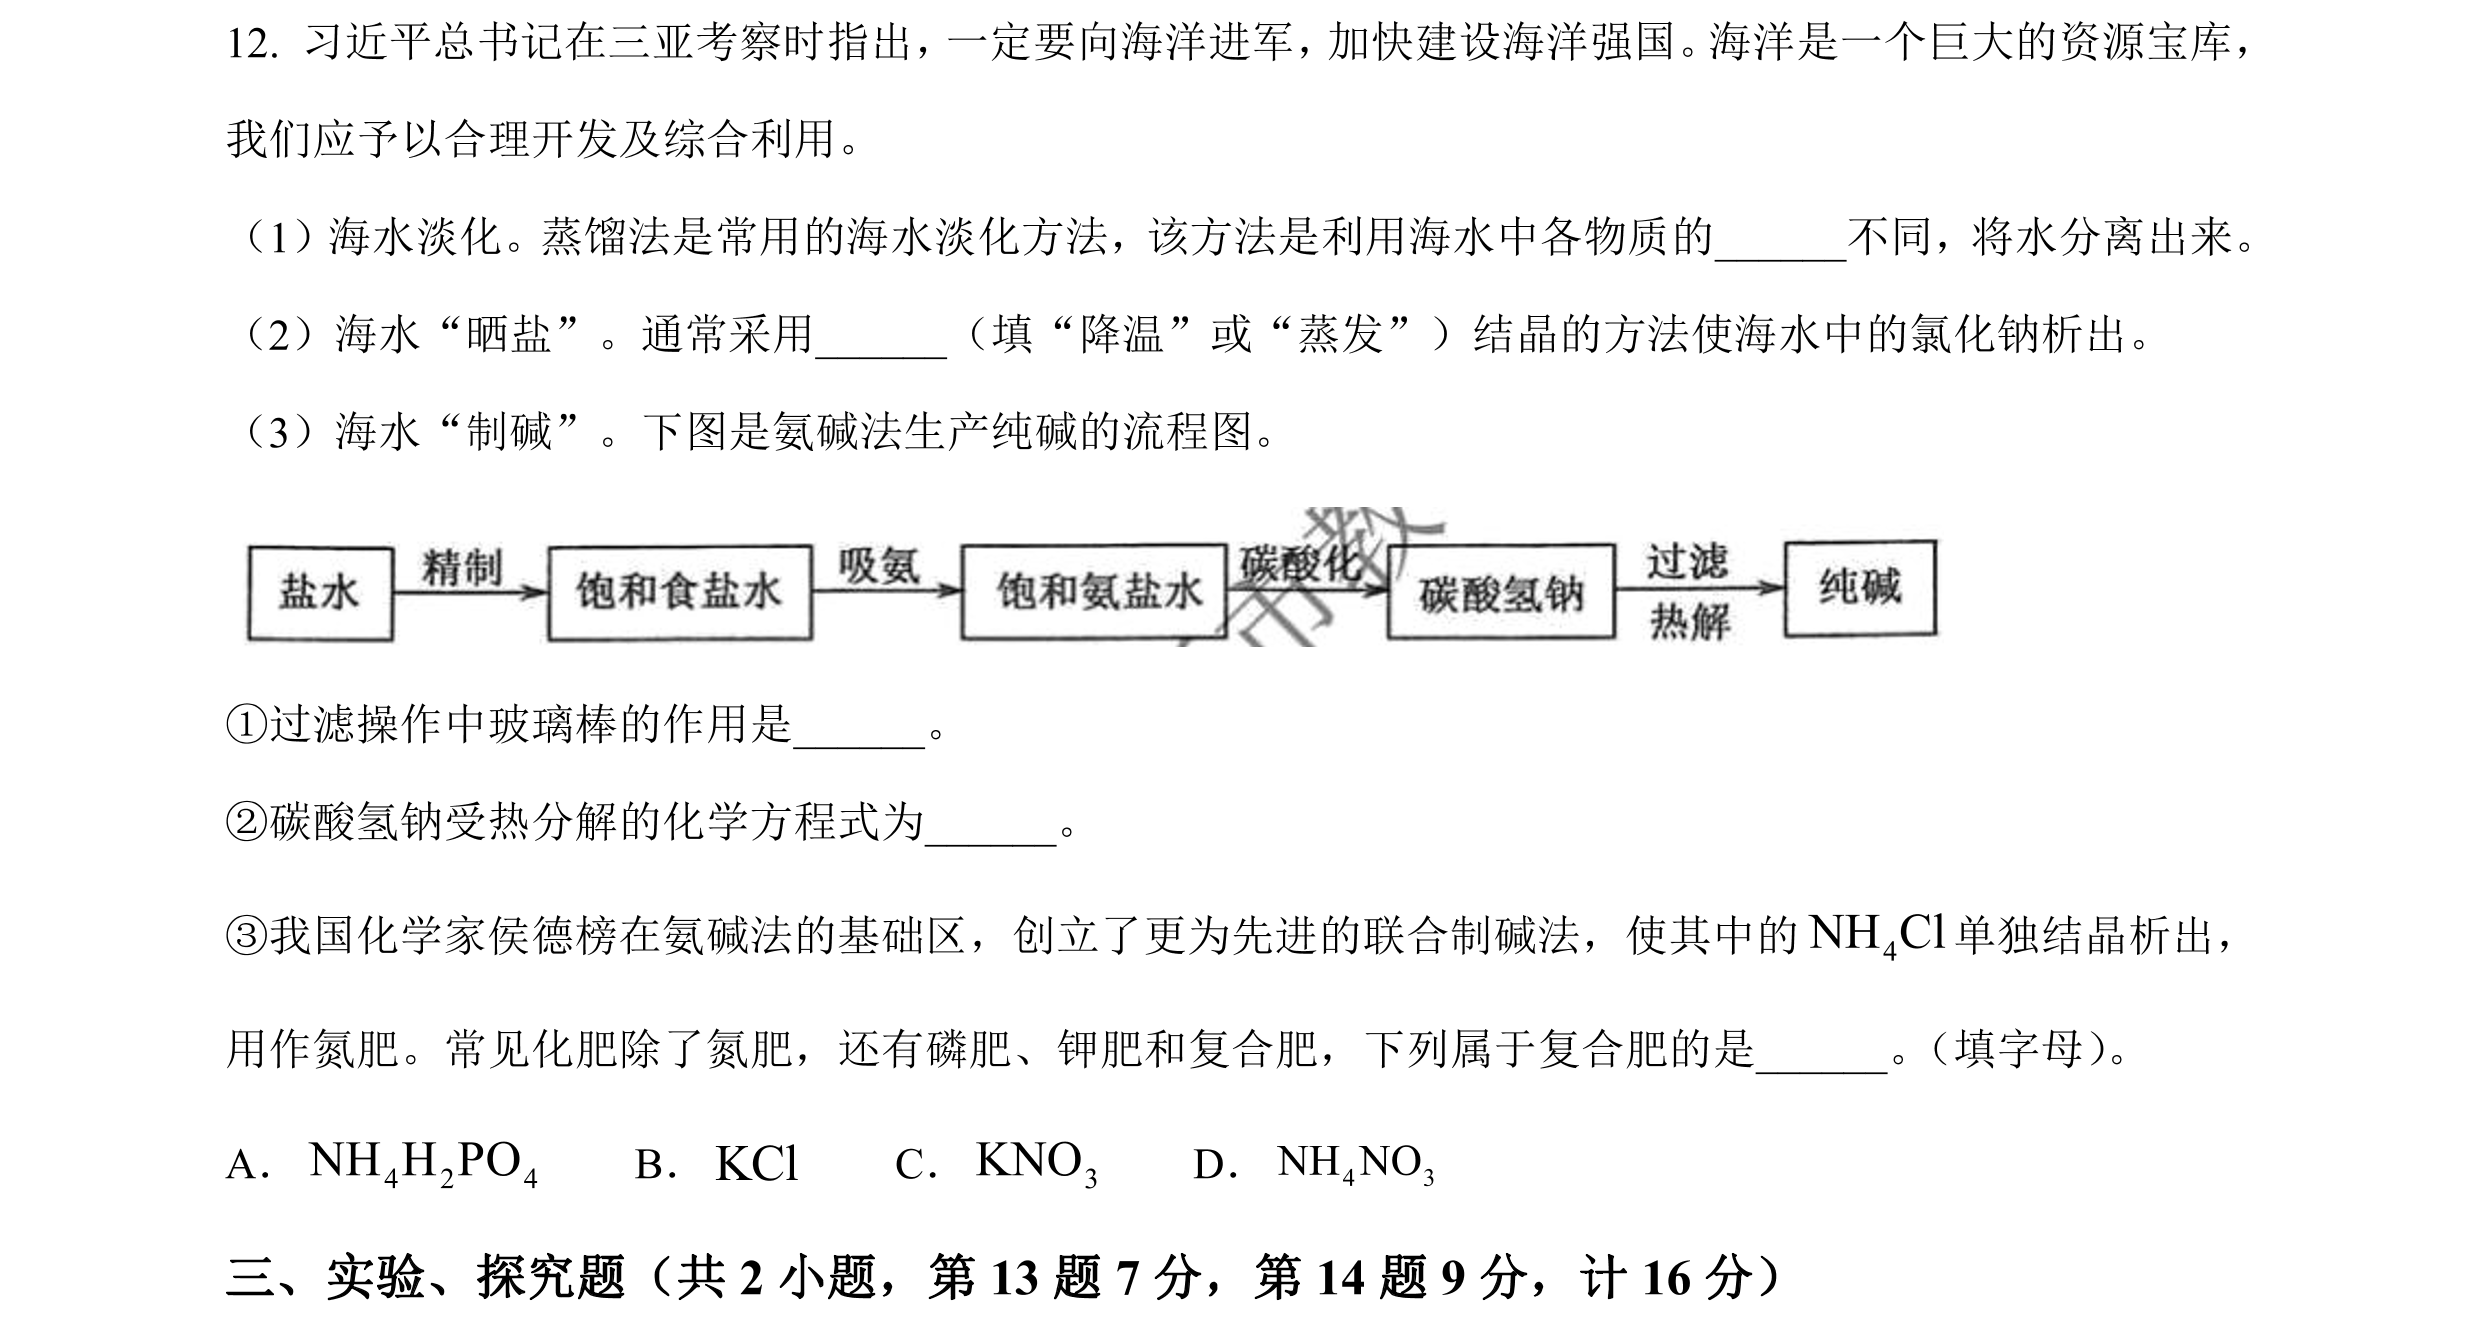 12. 习近平总书记在三亚考察时指出，一定要向海洋进军，加快建设海洋强国。海洋是一个巨大的资源宝库，
我们应予以合理开发及综合利用。
（1）海水淡化。蒸馏法是常用的海水淡化方法，该方法是利用海水中各物质的______不同，将水分离出来。
（2）海水“晒盐”。通常采用______（填“降温”或“蒸发”）结晶的方法使海水中的氯化钠析出。
（3）海水“制碱”。下图是氨碱法生产纯碱的流程图。
盐水 精制 饱和食盐水 吸氨 饱和氨盐水 碳酸化 碳酸氢钠 过滤 热解 纯碱
市教
①过滤操作中玻璃棒的作用是______。
②碳酸氢钠受热分解的化学方程式为______。
③我国化学家侯德榜在氨碱法的基础区，创立了更为先进的联合制碱法，使其中的NH₄Cl单独结晶析出，
用作氮肥。常见化肥除了氮肥，还有磷肥、钾肥和复合肥，下列属于复合肥的是______。（填字母）。
A. NH₄H₂PO₄ B. KCl C. KNO₃ D. NH₄NO₃
三、实验、探究题（共 2 小题，第 13 题 7 分，第 14 题 9 分，计 16 分）